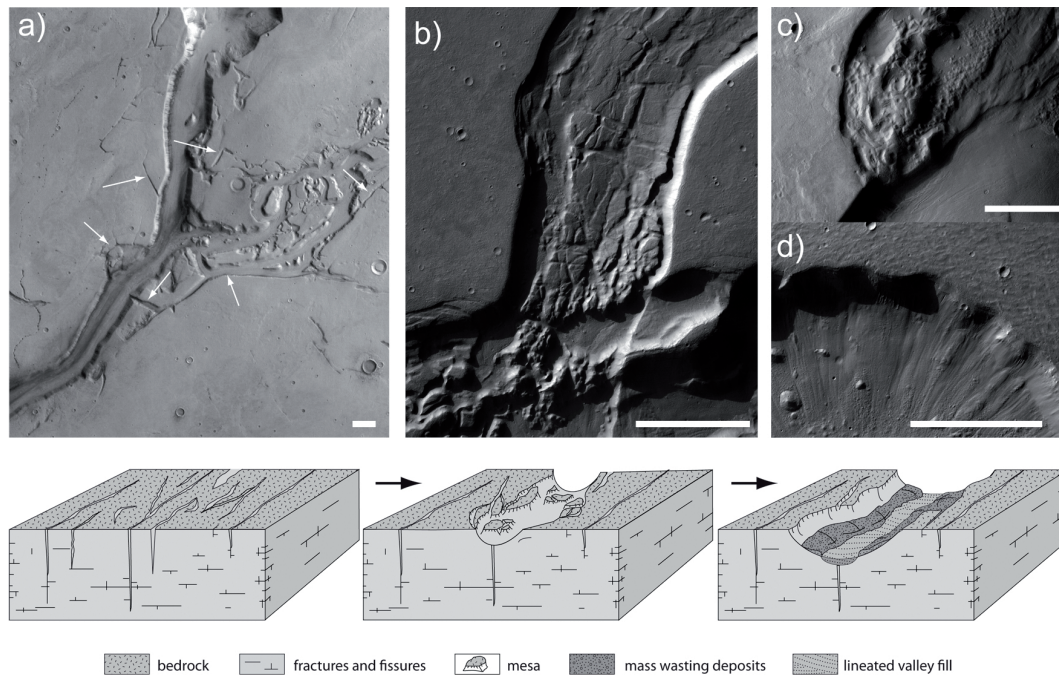 a)
b)
c)
d)
bedrock
fractures and fissures
mesa
mass wasting deposits
lineated valley fill